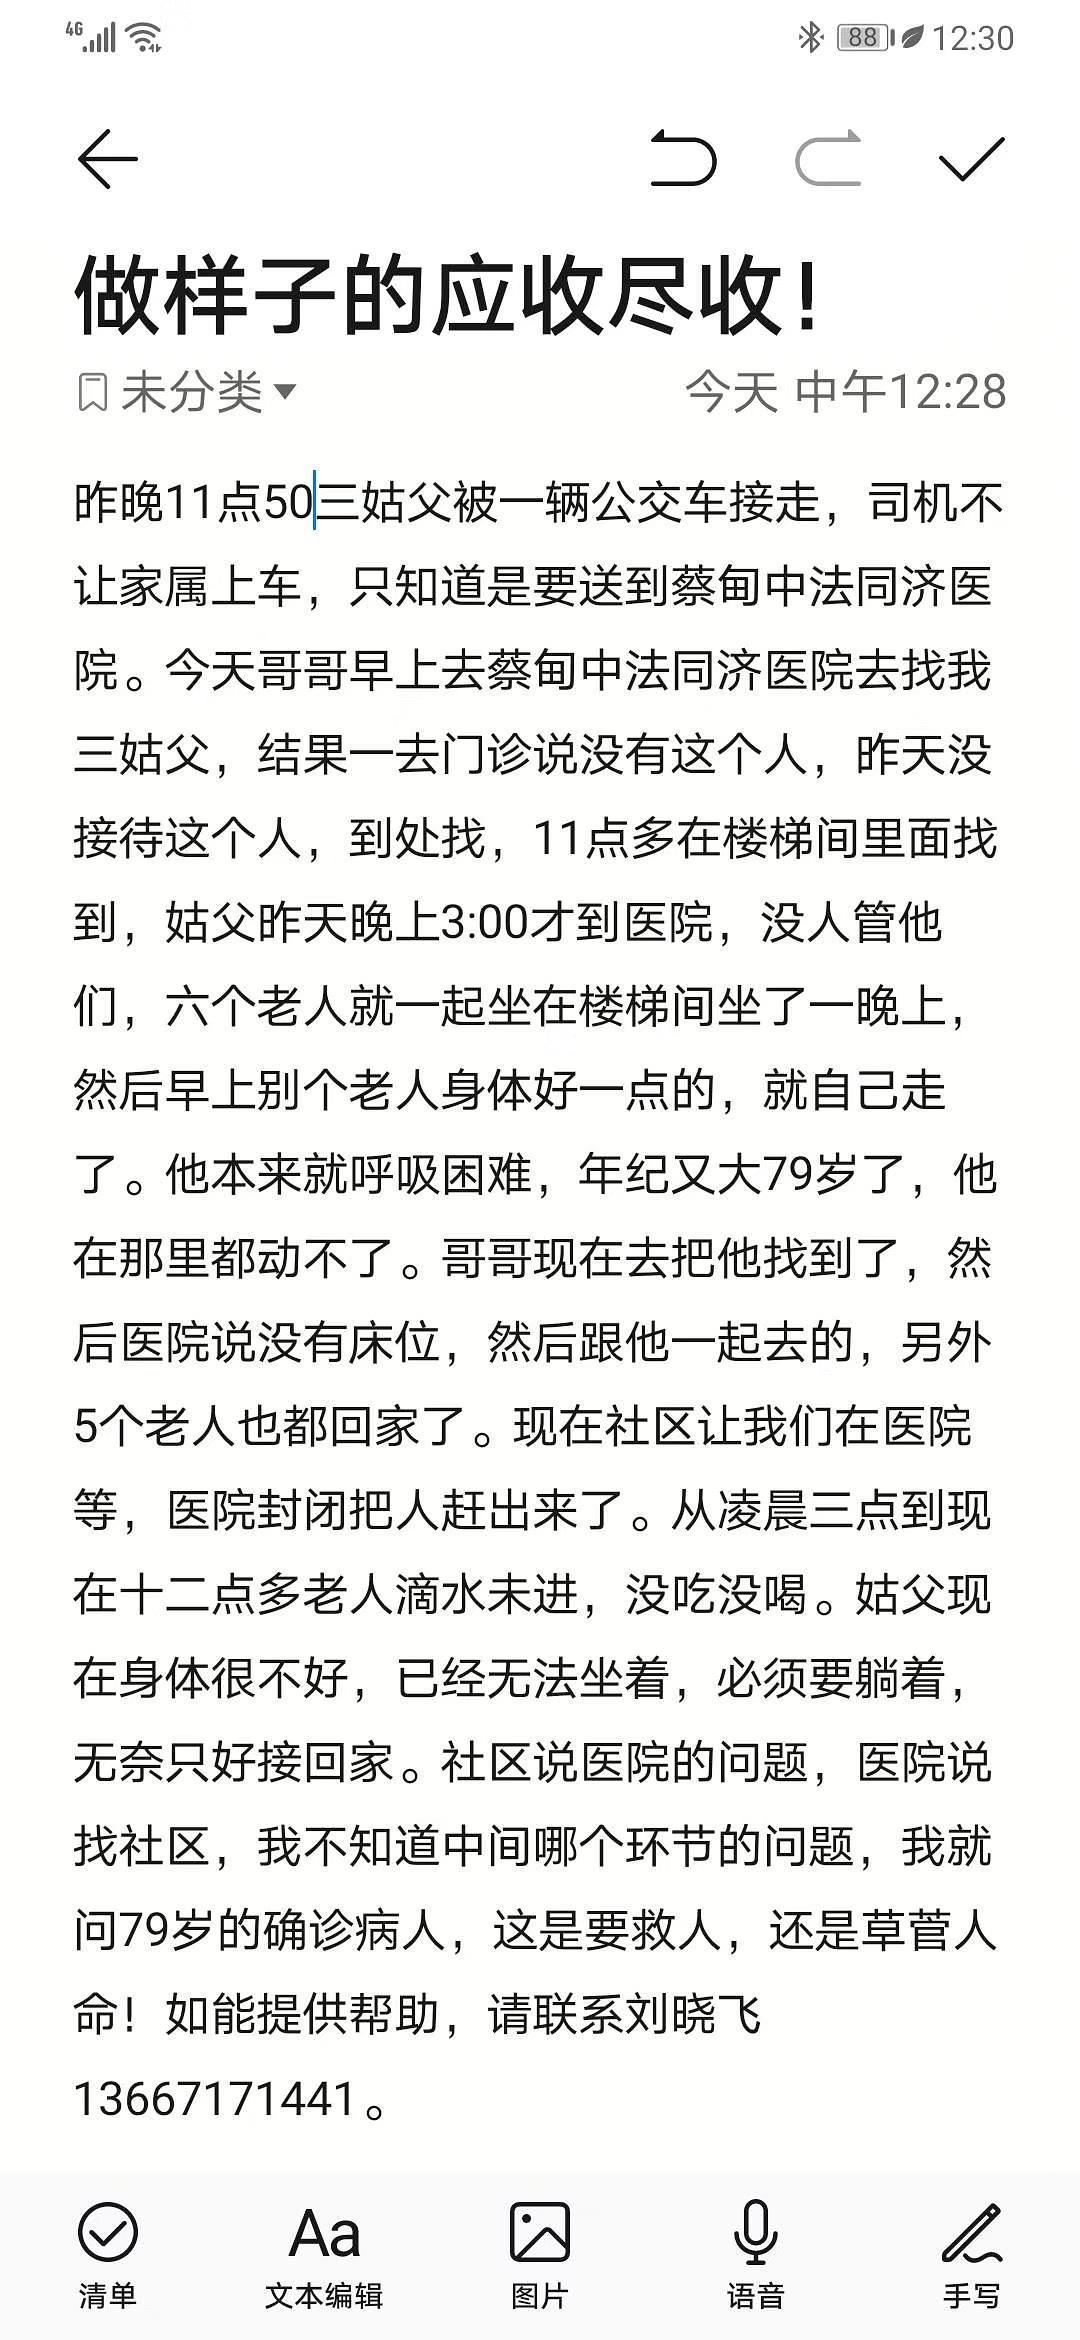 4G 88 12:30
做样子的应收尽收!
未分类 今天 中午12:28
昨晚11点50三姑父被一辆公交车接走，司机不
让家属上车，只知道是要送到蔡甸中法同济医
院。今天哥哥早上去蔡甸中法同济医院去找我
三姑父，结果一去门诊说没有这个人，昨天没
接待这个人，到处找，11点多在楼梯间里面找
到，姑父昨天晚上3:00才到医院，没人管他
们，六个老人就一起坐在楼梯间坐了一晚上，
然后早上别个老人身体好一点的，就自己走
了。他本来就呼吸困难，年纪又大79岁了，他
在那里都动不了。哥哥现在去把他找到了，然
后医院说没有床位，然后跟他一起去的，另外
5个老人也都回家了。现在社区让我们在医院
等，医院封闭把人赶出来了。从凌晨三点到现
在十二点多老人滴水未进，没吃没喝。姑父现
在身体很不好，已经无法坐着，必须要躺着，
无奈只好接回家。社区说医院的问题，医院说
找社区，我不知道中间哪个环节的问题，我就
问79岁的确诊病人，这是要救人，还是草菅人
命！如能提供帮助，请联系刘晓飞
13667171441。
清单 Aa 文本编辑 图片 语音 手写